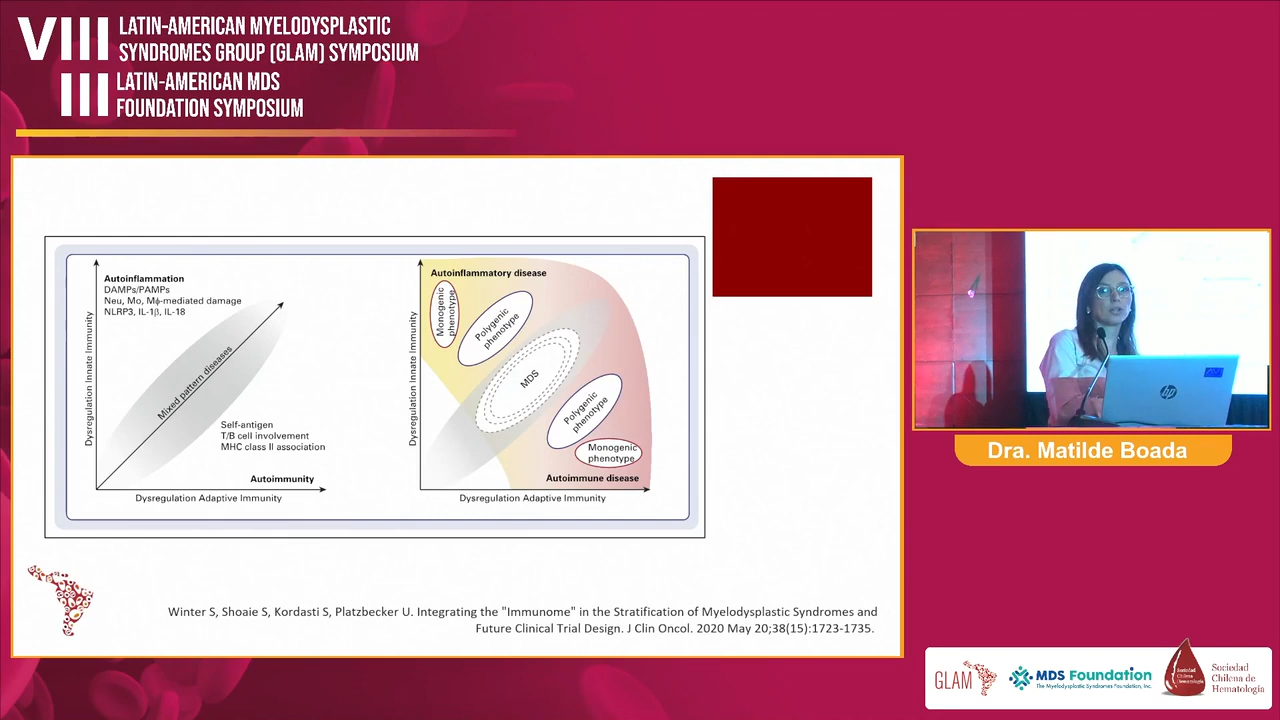 VIII LATIN-AMERICAN MYELODYSPLASTIC
SYNDROMES GROUP (GLAM) SYMPOSIUM
III LATIN-AMERICAN MDS
FOUNDATION SYMPOSIUM
Autoinflammation
DAMPs/PAMPs
Neu, Mo, Mϕ-mediated damage
NLRP3, IL-1β, IL-18
Dysregulation Innate Immunity
Mixed pattern diseases
Self-antigen
T/B cell involvement
MHC class II association
Autoimmunity
Dysregulation Adaptive Immunity
Autoinflammatory disease
Monogenic
phenotype
Polygenic
phenotype
Dysregulation Innate Immunity
MDS
Polygenic
phenotype
Monogenic
phenotype
Autoimmune disease
Dysregulation Adaptive Immunity
Winter S, Shoaie S, Kordasti S, Platzbecker U. Integrating the "Immunome" in the Stratification of Myelodysplastic Syndromes and
Future Clinical Trial Design. J Clin Oncol. 2020 May 20;38(15):1723-1735.
hp
Dra. Matilde Boada
GLAM
MDS Foundation
The Myelodysplastic Syndromes Foundation, Inc.
Sociedad
Chilena de
Hematología
Sociedad
Chilena de
Hematología